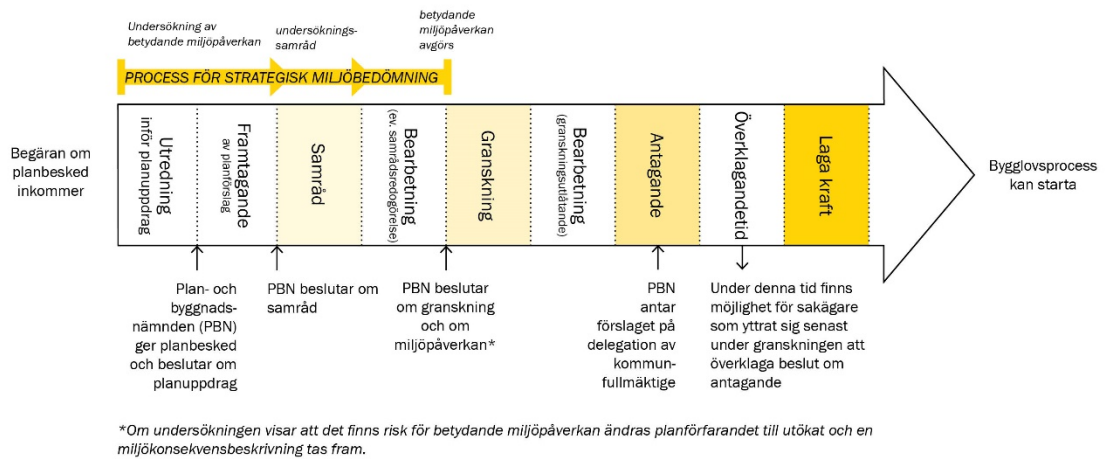 Undersökning av
betydande miljöpåverkan
undersöknings-
samråd
betydande
miljöpåverkan
avgörs
PROCESS FÖR STRATEGISK MILJÖBEDÖMNING
Begäran om
planbesked
inkommer
Utredning
inför planuppdrag
Framtagande
av planförslag
Samråd
Bearbetning
(ev. samrådsredogörelse)
Granskning
Bearbetning
(granskningsutlåtande)
Antagande
Överklagandetid
Laga kraft
Bygglovsprocess
kan starta
Plan- och
byggnads-
nämnden (PBN)
ger planbesked
och beslutar om
planuppdrag
PBN beslutar om
samråd
PBN beslutar
om granskning
och om
miljöpåverkan*
PBN
antar
förslaget på
delegation av
kommun-
fullmäktige
Under denna tid finns
möjlighet för sakägare
som yttrat sig senast
under granskningen att
överklaga beslut om
antagande
*Om undersökningen visar att det finns risk för betydande miljöpåverkan ändras planförfarandet till utökat och en
miljökonsekvensbeskrivning tas fram.